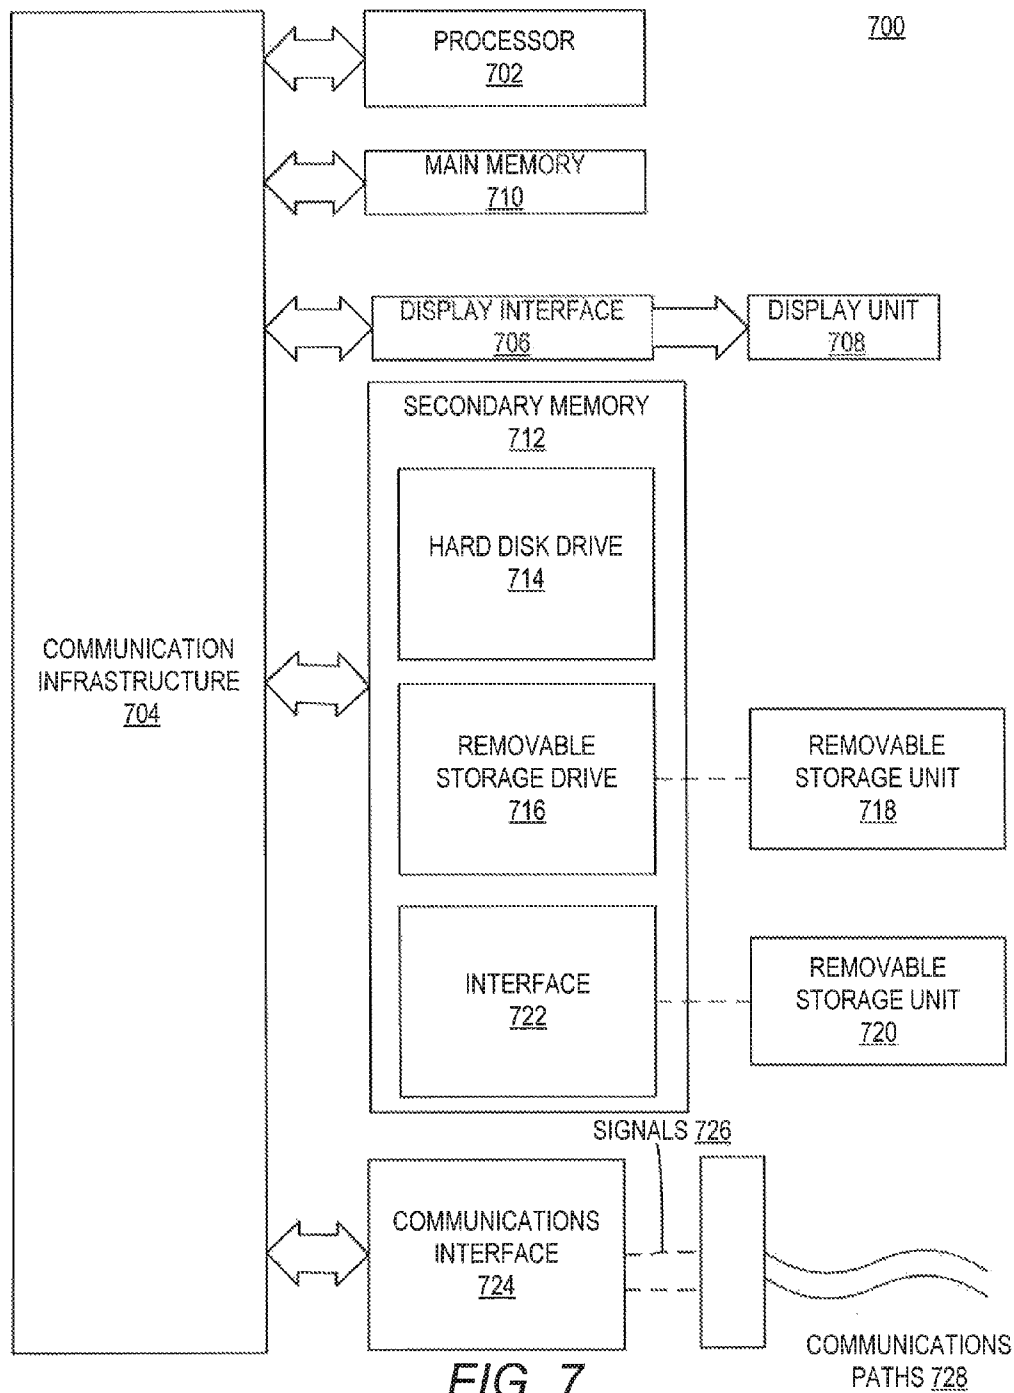 700
PROCESSOR
702
MAIN MEMORY
710
DISPLAY INTERFACE
706
DISPLAY UNIT
708
SECONDARY MEMORY
712
HARD DISK DRIVE
714
COMMUNICATION
INFRASTRUCTURE
704
REMOVABLE
STORAGE DRIVE
716
REMOVABLE
STORAGE UNIT
718
INTERFACE
722
REMOVABLE
STORAGE UNIT
720
SIGNALS 726
COMMUNICATIONS
INTERFACE
724
COMMUNICATIONS
PATHS 728
FIG. 7